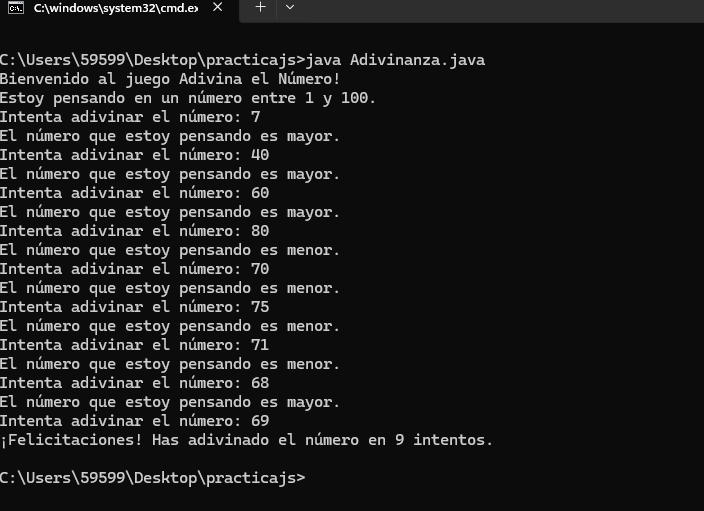 C:\windows\system32\cmd.ex
C:\Users\59599\Desktop\practicajs>java Adivinanza.java
Bienvenido al juego Adivina el Número!
Estoy pensando en un número entre 1 y 100.
Intenta adivinar el número: 7
El número que estoy pensando es mayor.
Intenta adivinar el número: 40
El número que estoy pensando es mayor.
Intenta adivinar el número: 60
El número que estoy pensando es mayor.
Intenta adivinar el número: 80
El número que estoy pensando es menor.
Intenta adivinar el número: 70
El número que estoy pensando es menor.
Intenta adivinar el número: 75
El número que estoy pensando es menor.
Intenta adivinar el número: 71
El número que estoy pensando es menor.
Intenta adivinar el número: 68
El número que estoy pensando es mayor.
Intenta adivinar el número: 69
¡Felicitaciones! Has adivinado el número en 9 intentos.
C:\Users\59599\Desktop\practicajs>